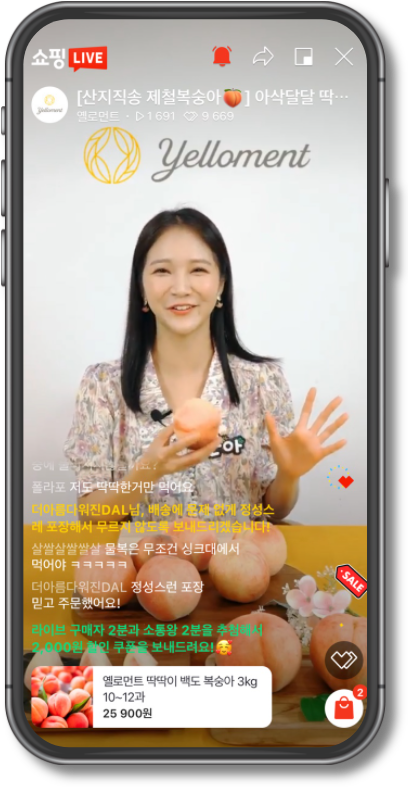 쇼핑 LIVE
[산지직송 제철복숭아🍑] 아삭달달 딱…
Yelloment
옐로먼트 · ▷1 691 ♡ 9 669
Yelloment
폴라포 저도 딱딱한거만 먹어요
더아름다워진DAL님, 배송에 문제 없게 정성스
레 포장해서 무르지 않도록 보내드리겠습니다!
살쌀살쌀쌀살 물복은 무조건 싱크대에서
먹어야 ㅋㅋㅋㅋㅋ
더아름다워진DAL 정성스런 포장
믿고 주문했어요!
SALE
라이브 구매자 2분과 소통왕 2분을 추첨해서
2,000원 할인 쿠폰을 보내드려요!🥰
옐로먼트 딱딱이 백도 복숭아 3kg
10~12과
25 900원
2